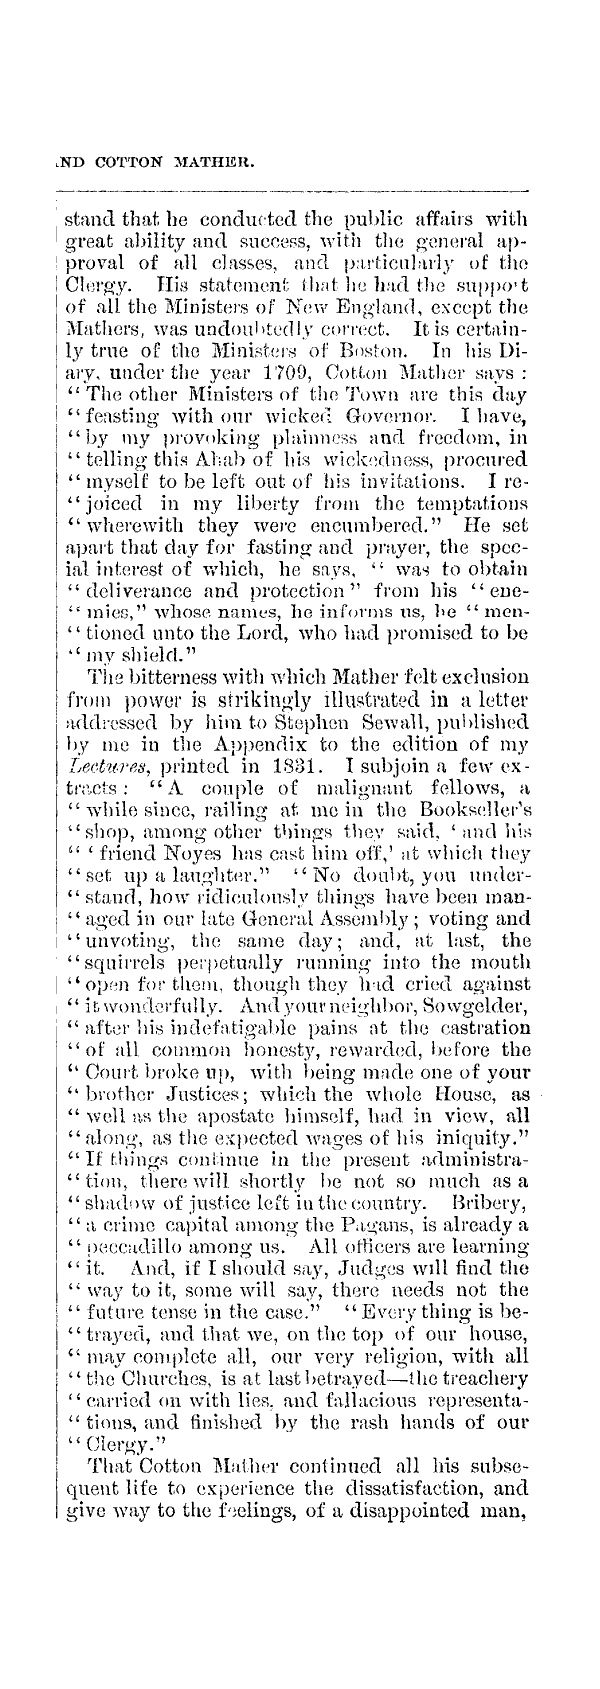 ND COTTON MATHER.
stand that he conducted the public affairs with
great ability and success, with the general ap-
proval of all classes, and particularly of the
Clergy. His statement that he had the support
of all the Ministers of New England, except the
Mathers, was undoubtedly correct. It is certain-
ly true of the Ministers of Boston. In his Di-
ary, under the year 1709, Cotton Mather says :
“ The other Ministers of the Town are this day
“ feasting with our wicked Governor. I have,
“ by my provoking plainness and freedom, in
“ telling this Ahab of his wickedness, procured
“ myself to be left out of his invitations. I re-
“ joiced in my liberty from the temptations
“ wherewith they were encumbered.” He set
apart that day for fasting and prayer, the spec-
ial interest of which, he says, “ was to obtain
“ deliverance and protection” from his “ ene-
“ mies,” whose names, he informs us, he “ men-
“ tioned unto the Lord, who had promised to be
“ my shield.”
The bitterness with which Mather felt exclusion
from power is strikingly illustrated in a letter
addressed by him to Stephen Sewall, published
by me in the Appendix to the edition of my
Lectures, printed in 1831. I subjoin a few ex-
tracts : “ A couple of malignant fellows, a
“ while since, railing at me in the Bookseller’s
“ shop, among other things they said, ‘ and his
“ ‘ friend Noyes has cast him off,’ at which they
“ set up a laughter.” “ No doubt, you under-
“ stand, how ridiculously things have been man-
“ aged in our late General Assembly ; voting and
“ unvoting, the same day ; and, at last, the
“ squirrels perpetually running into the mouth
“ open for them, though they had cried against
“ it wonderfully. And your neighbor, Sowgelder,
“ after his indefatigable pains at the castration
“ of all common honesty, rewarded, before the
“ Court broke up, with being made one of your
“ brother Justices ; which the whole House, as
“ well as the apostate himself, had in view, all
“ along, as the expected wages of his iniquity.”
“ If things continue in the present administra-
“ tion, there will shortly be not so much as a
“ shadow of justice left in the country. Bribery,
“ a crime capital among the Pagans, is already a
“ peccadillo among us. All officers are learning
“ it. And, if I should say, Judges will find the
“ way to it, some will say, there needs not the
“ future tense in the case.” “ Every thing is be-
“ trayed, and that we, on the top of our house,
“ may complete all, our very religion, with all
“ the Churches, is at last betrayed—the treachery
“ carried on with lies, and fallacious representa-
“ tions, and finished by the rash hands of our
“ Clergy.”
That Cotton Mather continued all his subse-
quent life to experience the dissatisfaction, and
give way to the feelings, of a disappointed man,